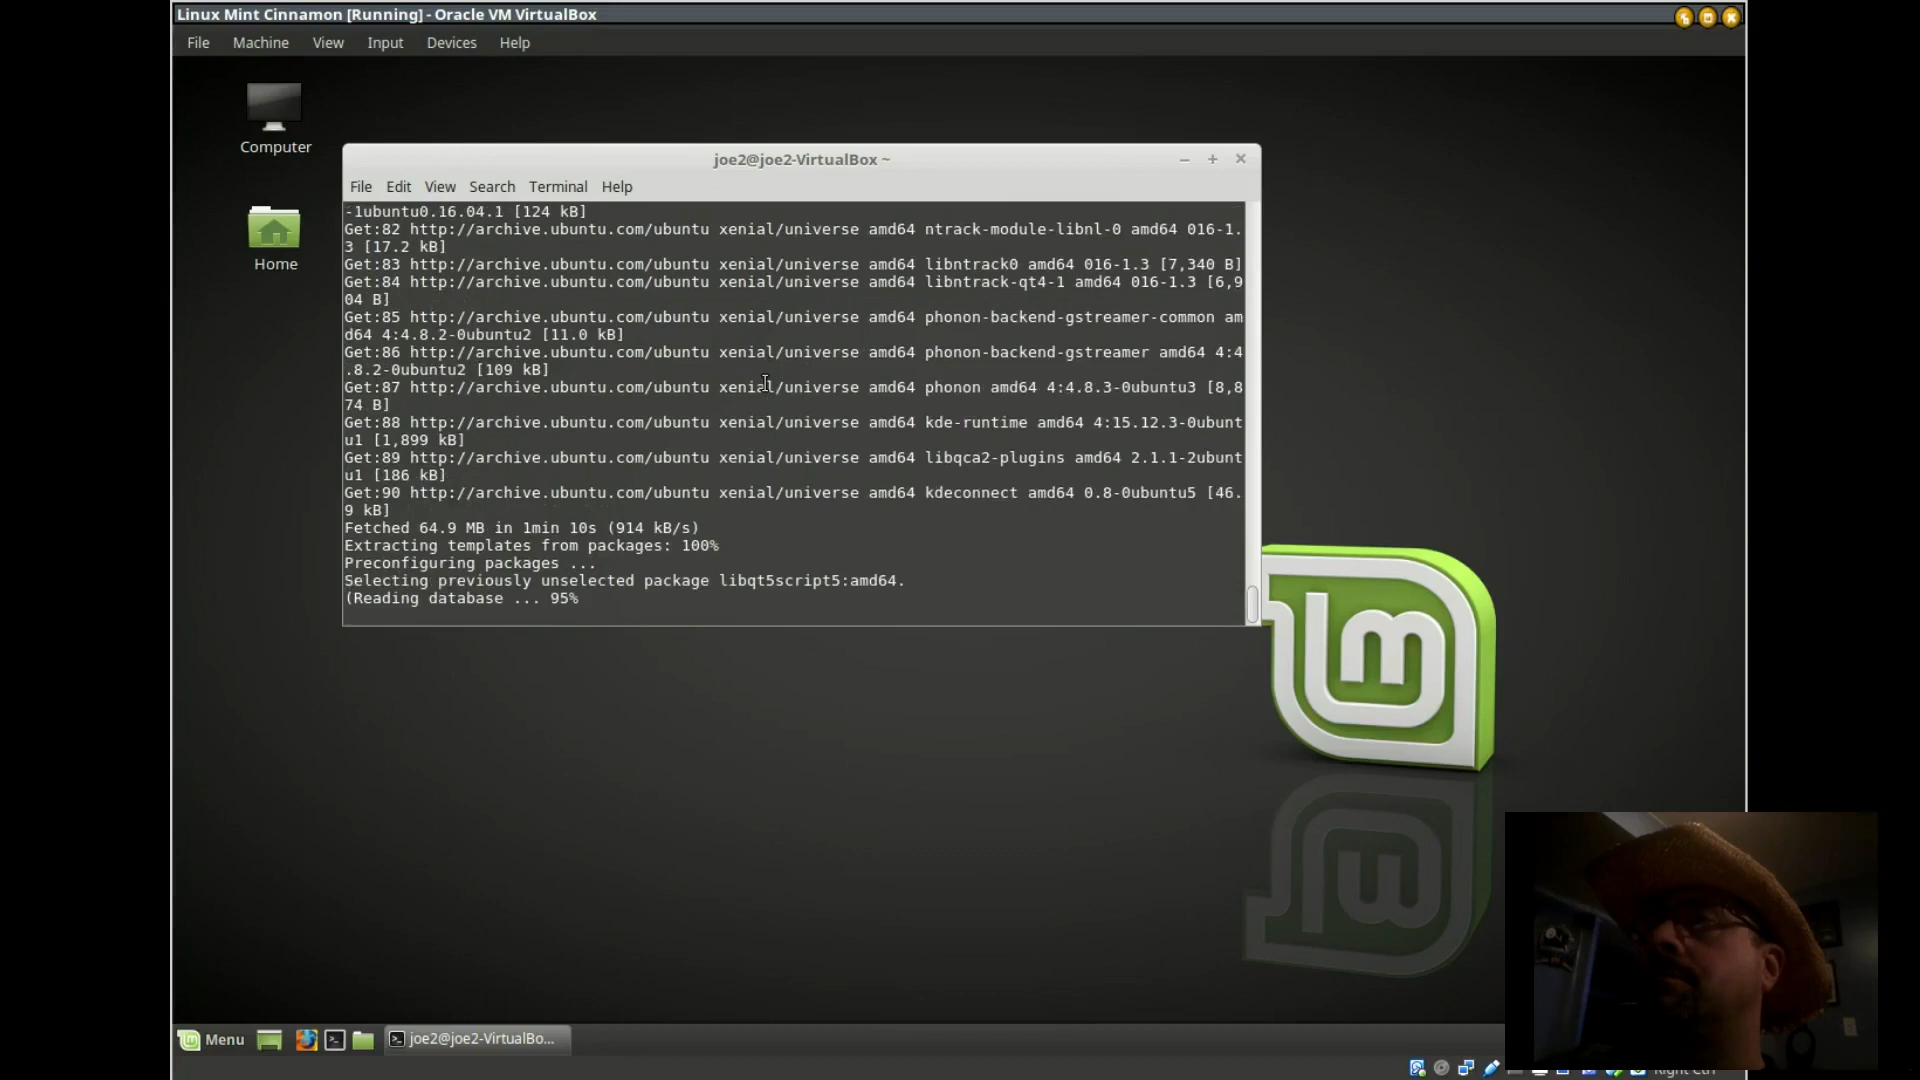 Linux Mint Cinnamon [Running] - Oracle VM VirtualBox
File Machine View Input Devices Help
Computer
Home
joe2@joe2-VirtualBox ~
File Edit View Search Terminal Help
-1ubuntu0.16.04.1 [124 kB]
Get:82 http://archive.ubuntu.com/ubuntu xenial/universe amd64 ntrack-module-libnl-0 amd64 016-1.
3 [17.2 kB]
Get:83 http://archive.ubuntu.com/ubuntu xenial/universe amd64 libntrack0 amd64 016-1.3 [7,340 B]
Get:84 http://archive.ubuntu.com/ubuntu xenial/universe amd64 libntrack-qt4-1 amd64 016-1.3 [6,9
04 B]
Get:85 http://archive.ubuntu.com/ubuntu xenial/universe amd64 phonon-backend-gstreamer-common am
d64 4:4.8.2-0ubuntu2 [11.0 kB]
Get:86 http://archive.ubuntu.com/ubuntu xenial/universe amd64 phonon-backend-gstreamer amd64 4:4
.8.2-0ubuntu2 [109 kB]
Get:87 http://archive.ubuntu.com/ubuntu xenial/universe amd64 phonon amd64 4:4.8.3-0ubuntu3 [8,8
74 B]
Get:88 http://archive.ubuntu.com/ubuntu xenial/universe amd64 kde-runtime amd64 4:15.12.3-0ubunt
u1 [1,899 kB]
Get:89 http://archive.ubuntu.com/ubuntu xenial/universe amd64 libqca2-plugins amd64 2.1.1-2ubunt
u1 [186 kB]
Get:90 http://archive.ubuntu.com/ubuntu xenial/universe amd64 kdeconnect amd64 0.8-0ubuntu5 [46.
9 kB]
Fetched 64.9 MB in 1min 10s (914 kB/s)
Extracting templates from packages: 100%
Preconfiguring packages ...
Selecting previously unselected package libqt5script5:amd64.
(Reading database ... 95%
Menu
joe2@joe2-VirtualBo...
Right Ctrl